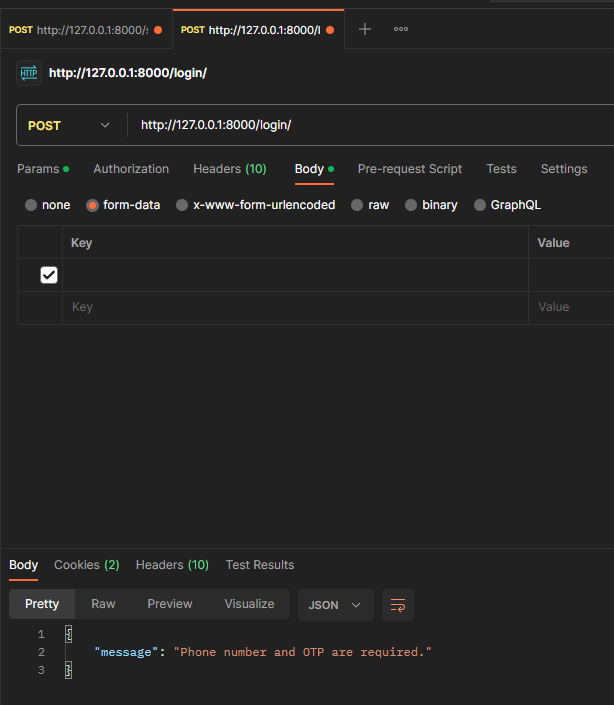 POST http://127.0.0.1:8000/s POST http://127.0.0.1:8000/l
HTTP http://127.0.0.1:8000/login/
POST http://127.0.0.1:8000/login/
Params Authorization Headers (10) Body Pre-request Script Tests Settings
none form-data x-www-form-urlencoded raw binary GraphQL
Key Value
Key Value
Body Cookies (2) Headers (10) Test Results
Pretty Raw Preview Visualize JSON
1 {
2 "message": "Phone number and OTP are required."
3 }